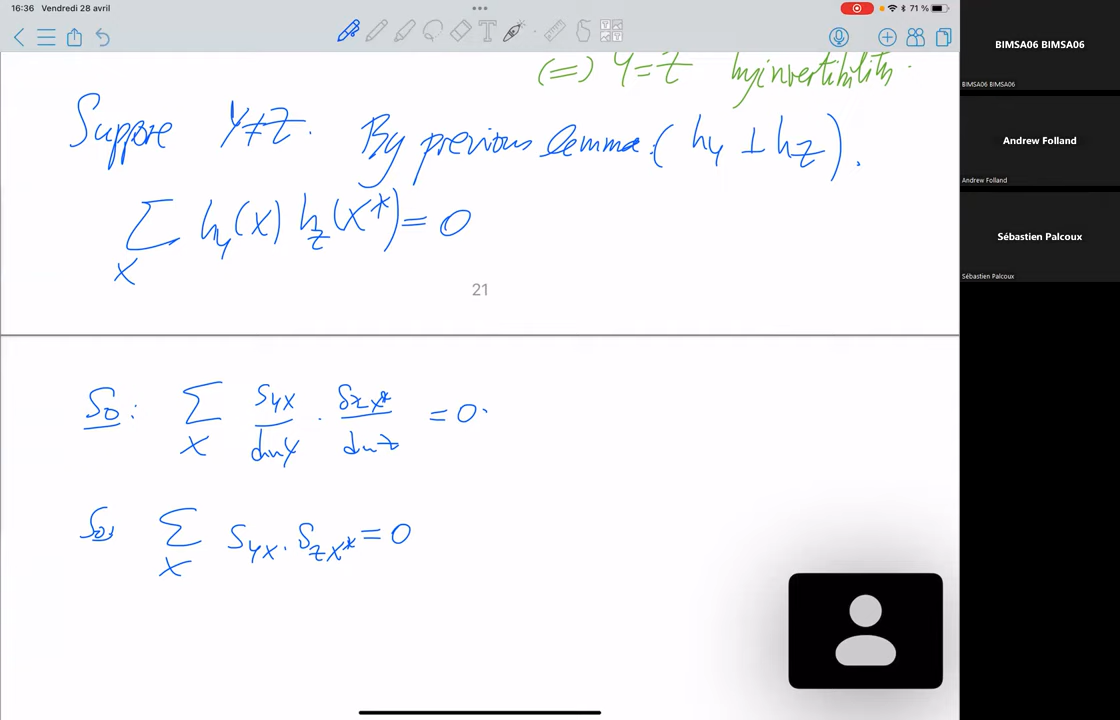 16:36 Vendredi 28 avril
71 %
(=) Y=Z by invertibility.
Suppose Y≠Z. By previous lemma (h_Y ⊥ h_Z).
∑_X h_Y(X) h_Z(X*) = 0
21
So: ∑_X S_YX/dim Y · S_ZX*/dim Z = 0.
So: ∑_X S_YX · S_ZX* = 0
BIMSA06 BIMSA06
BIMSA06 BIMSA06
Andrew Folland
Andrew Folland
Sébastien Palcoux
Sébastien Palcoux